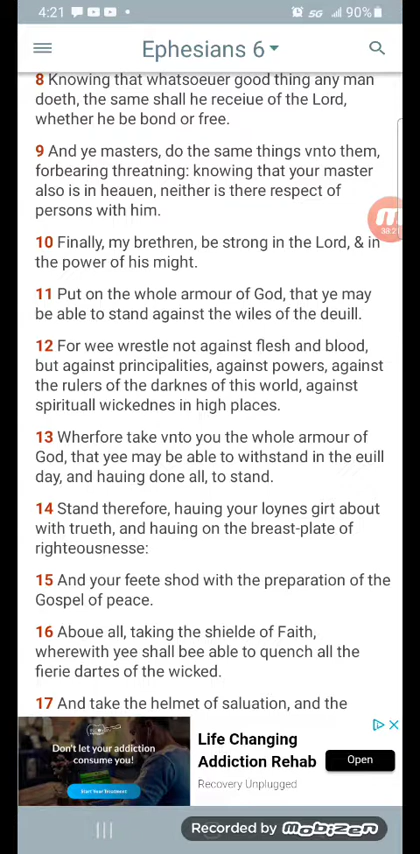 4:21
5G 90%
Ephesians 6
8 Knowing that whatsoeuer good thing any man
doeth, the same shall he receiue of the Lord,
whether he be bond or free.
9 And ye masters, do the same things vnto them,
forbearing threatning: knowing that your master
also is in heauen, neither is there respect of
persons with him.
10 Finally, my brethren, be strong in the Lord, & in
the power of his might.
11 Put on the whole armour of God, that ye may
be able to stand against the wiles of the deuill.
12 For wee wrestle not against flesh and blood,
but against principalities, against powers, against
the rulers of the darknes of this world, against
spirituall wickednes in high places.
13 Wherfore take vnto you the whole armour of
God, that yee may be able to withstand in the euill
day, and hauing done all, to stand.
14 Stand therefore, hauing your loynes girt about
with trueth, and hauing on the breast-plate of
righteousnesse:
15 And your feete shod with the preparation of the
Gospel of peace.
16 Aboue all, taking the shielde of Faith,
wherewith yee shall bee able to quench all the
fierie dartes of the wicked.
17 And take the helmet of saluation, and the
Don't let your addiction
consume you!
Start Your Treatment
Life Changing
Addiction Rehab
Recovery Unplugged
Open
Recorded by mobizen